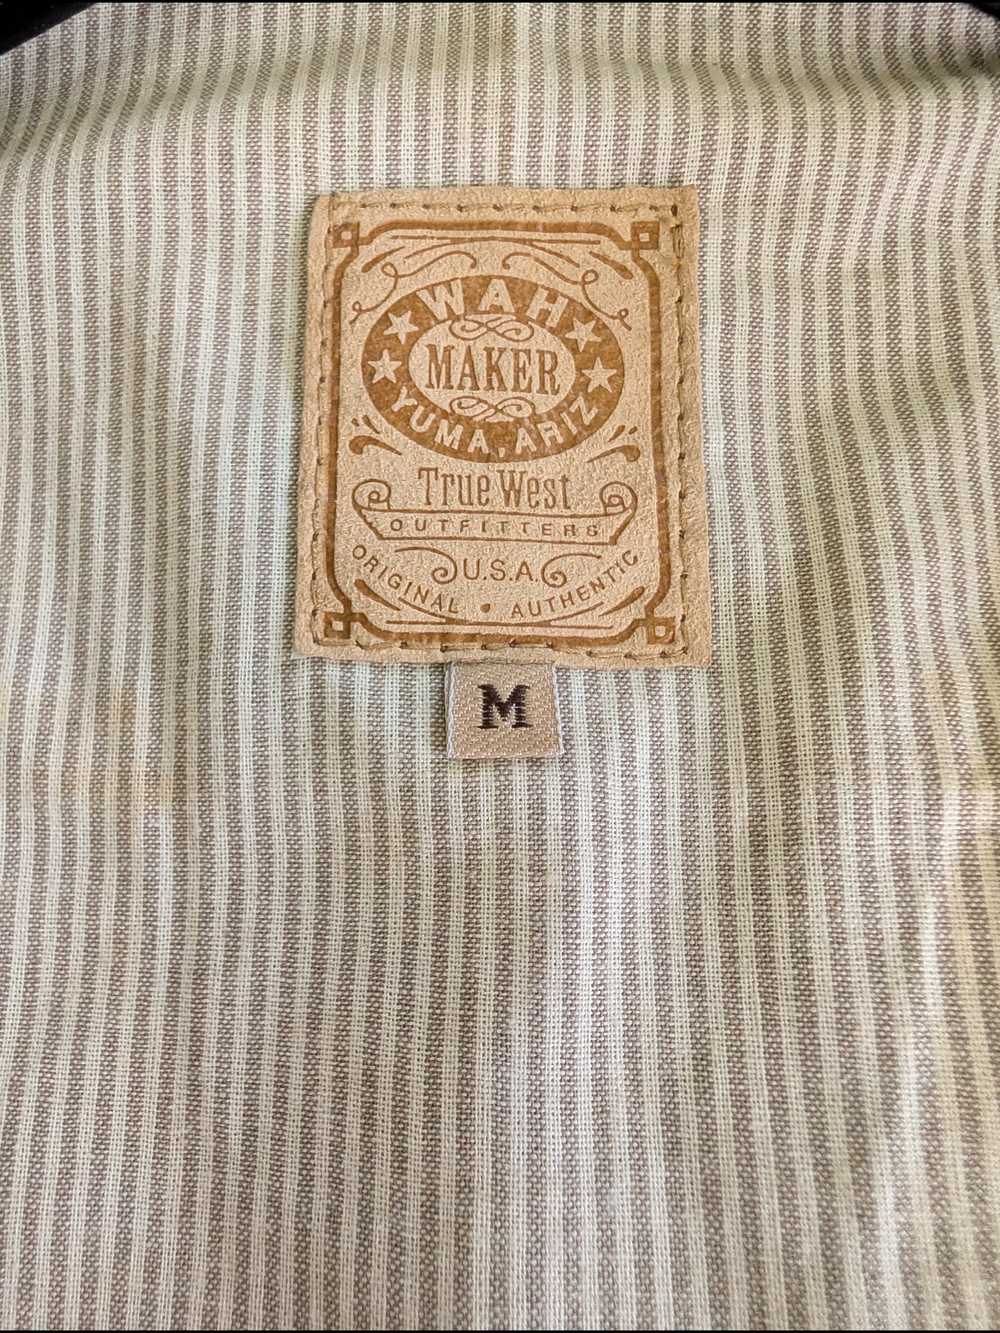 WAH
MAKER
YUMA, ARIZ
True West
OUTFITTERS
U.S.A.
ORIGINAL • AUTHENTIC
M